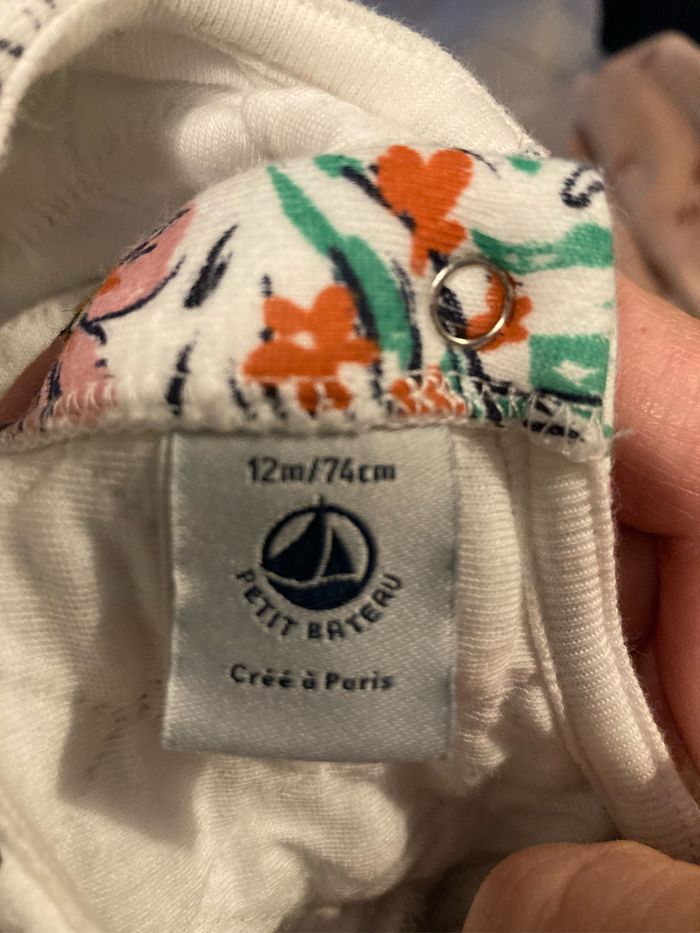 12m/74cm
PETIT BATEAU
Créé à Paris